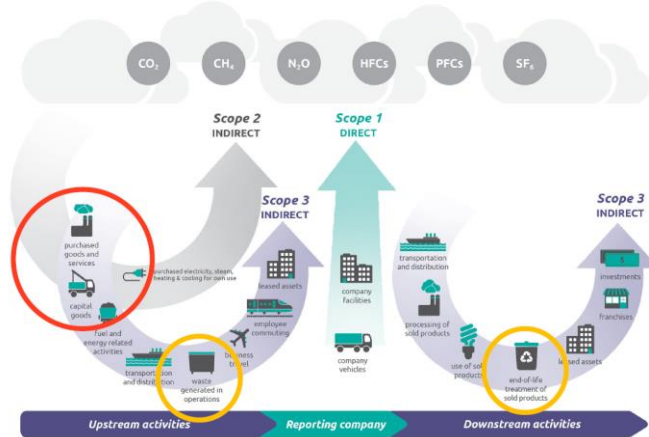 CO₂
CH₄
N₂O
HFCs
PFCs
SF₆
Scope 2
INDIRECT
Scope 1
DIRECT
Scope 3
INDIRECT
Scope 3
INDIRECT
purchased
goods and
services
capital
goods
fuel and
energy related
activities
transportation
and distribution
waste
generated in
operations
business
travel
employee
commuting
leased assets
purchased electricity, steam,
heating & cooling for own use
company
facilities
company
vehicles
transportation
and distribution
processing of
sold products
use of sold
products
end-of-life
treatment of
sold products
leased assets
franchises
investments
Upstream activities
Reporting company
Downstream activities